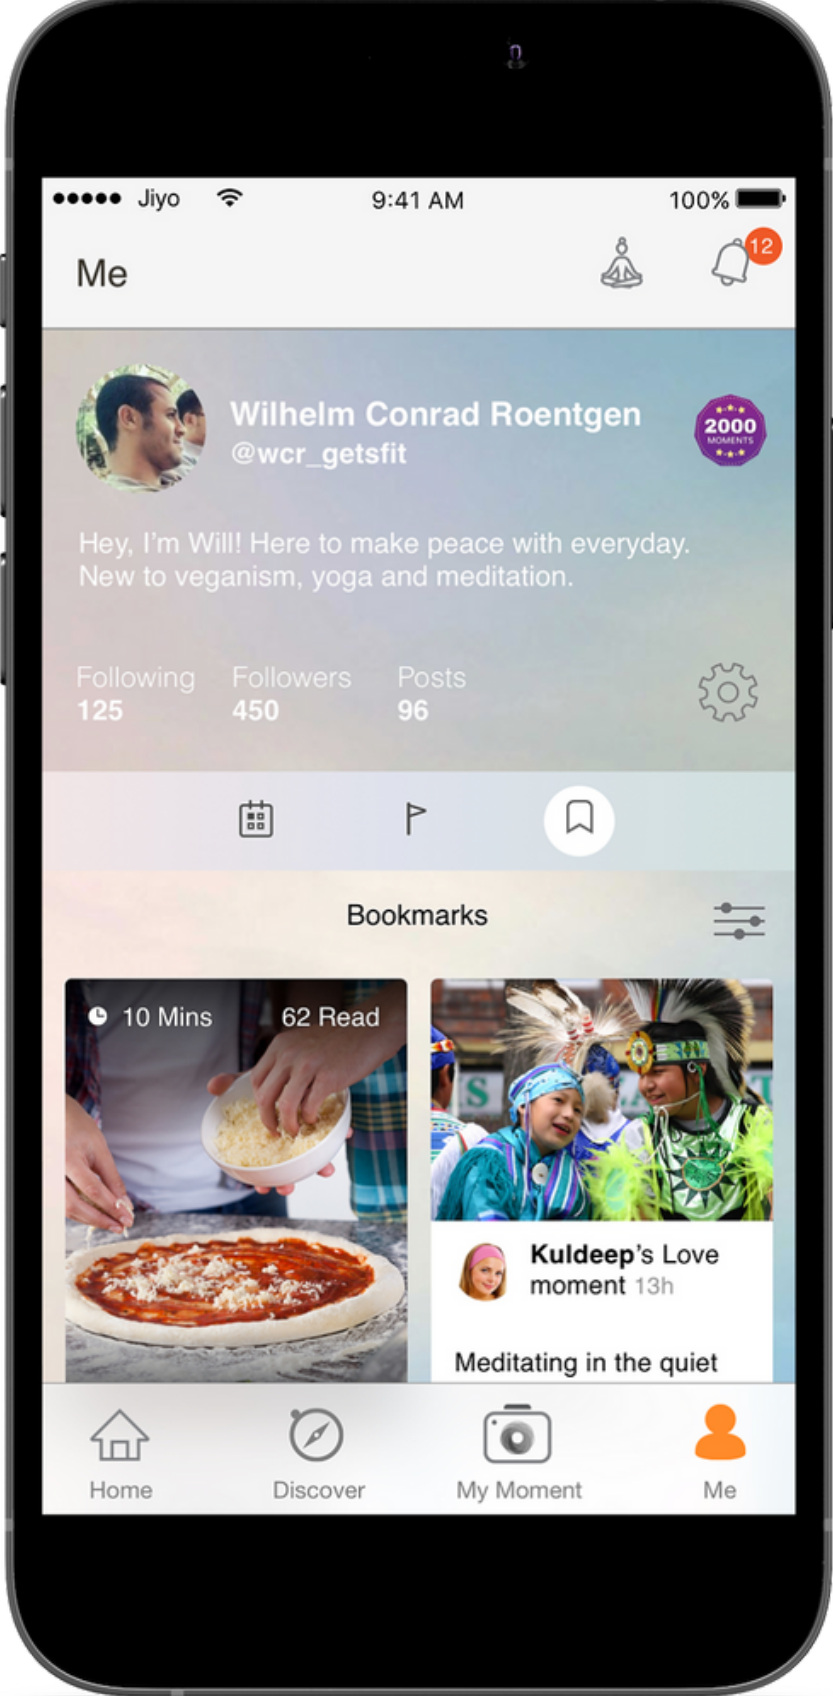 Jiyo
9:41 AM
100%
Me
12
Wilhelm Conrad Roentgen
@wcr_getsfit
2000
MOMENTS
Hey, I'm Will! Here to make peace with everyday.
New to veganism, yoga and meditation.
Following
Followers
Posts
125
450
96
Bookmarks
10 Mins
62 Read
S
Kuldeep's Love
moment 13h
Meditating in the quiet
Home
Discover
My Moment
Me